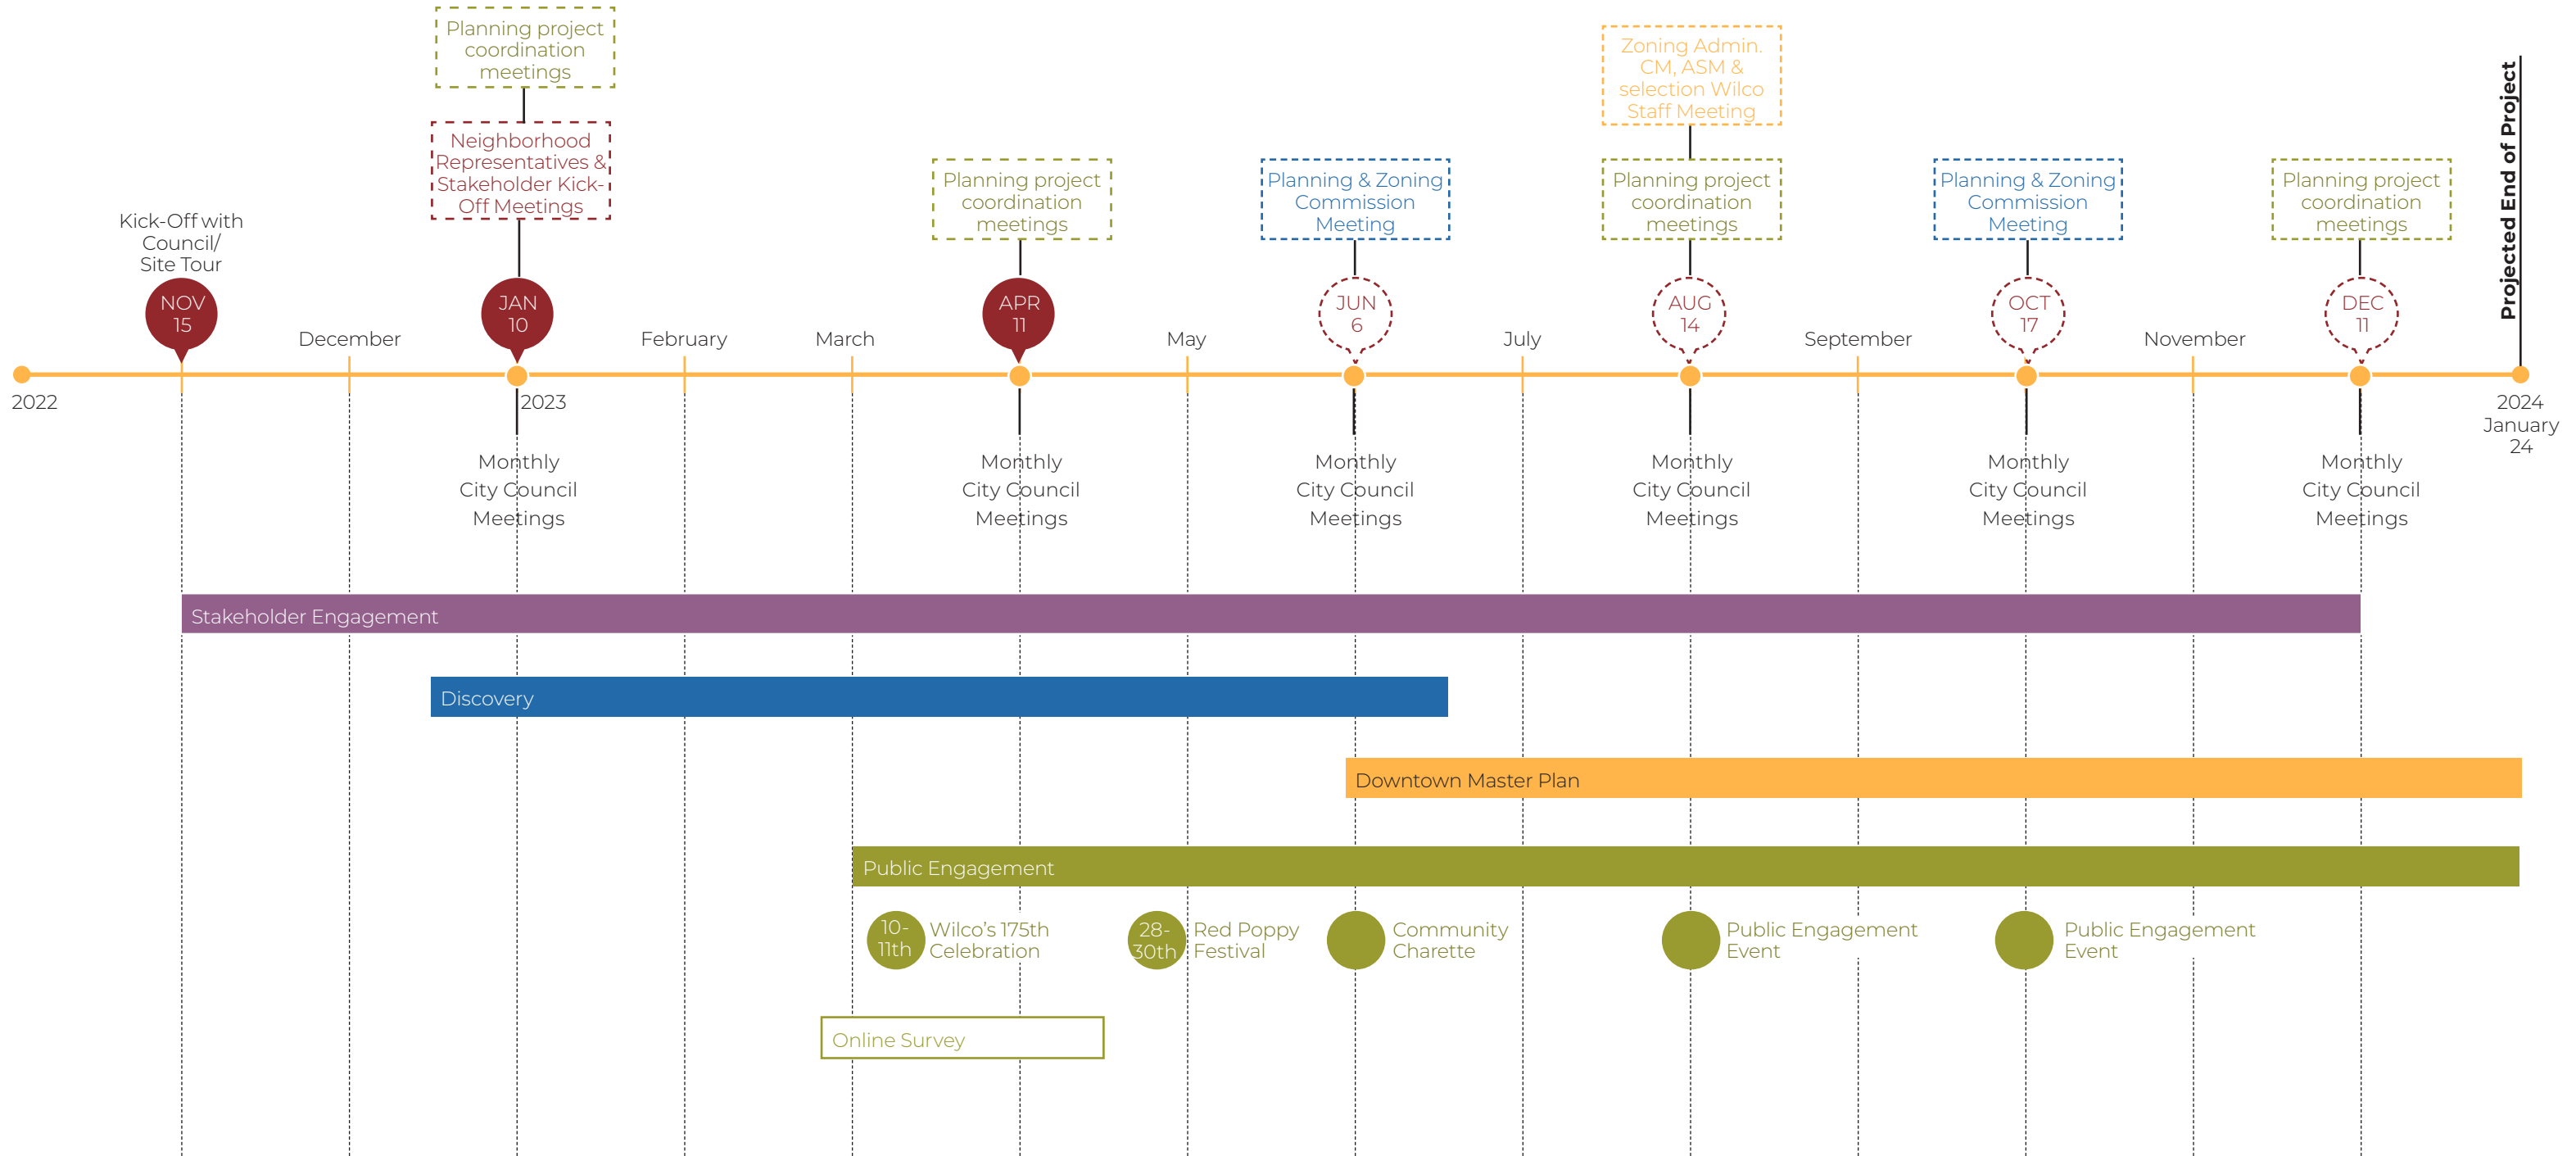 Planning project
coordination
meetings
Neighborhood
Representatives &
Stakeholder Kick-
Off Meetings
Zoning Admin.
CM, ASM &
selection Wilco
Staff Meeting
Planning project
coordination
meetings
Planning & Zoning
Commission
Meeting
Planning project
coordination
meetings
Planning & Zoning
Commission
Meeting
Planning project
coordination
meetings
Projected End of Project
Kick-Off with
Council/
Site Tour
NOV
15
December
JAN
10
February
March
APR
11
May
JUN
6
July
AUG
14
September
OCT
17
November
DEC
11
2022
2023
2024
January
24
Monthly
City Council
Meetings
Monthly
City Council
Meetings
Monthly
City Council
Meetings
Monthly
City Council
Meetings
Monthly
City Council
Meetings
Monthly
City Council
Meetings
Stakeholder Engagement
Discovery
Downtown Master Plan
Public Engagement
10-
11th
Wilco's 175th
Celebration
28-
30th
Red Poppy
Festival
Community
Charette
Public Engagement
Event
Public Engagement
Event
Online Survey